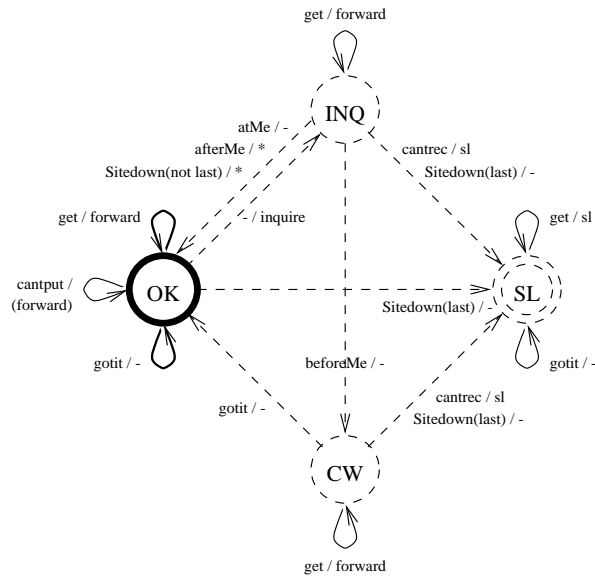 get / forward
INQ
atMe / -
afterMe / *
Sitedown(not last) / *
cantrec / sl
Sitedown(last) / -
get / forward
- / inquire
get / sl
cantput /
(forward)
OK
SL
Sitedown(last) / -
gotit / -
beforeMe / -
gotit / -
gotit / -
cantrec / sl
Sitedown(last) / -
CW
get / forward